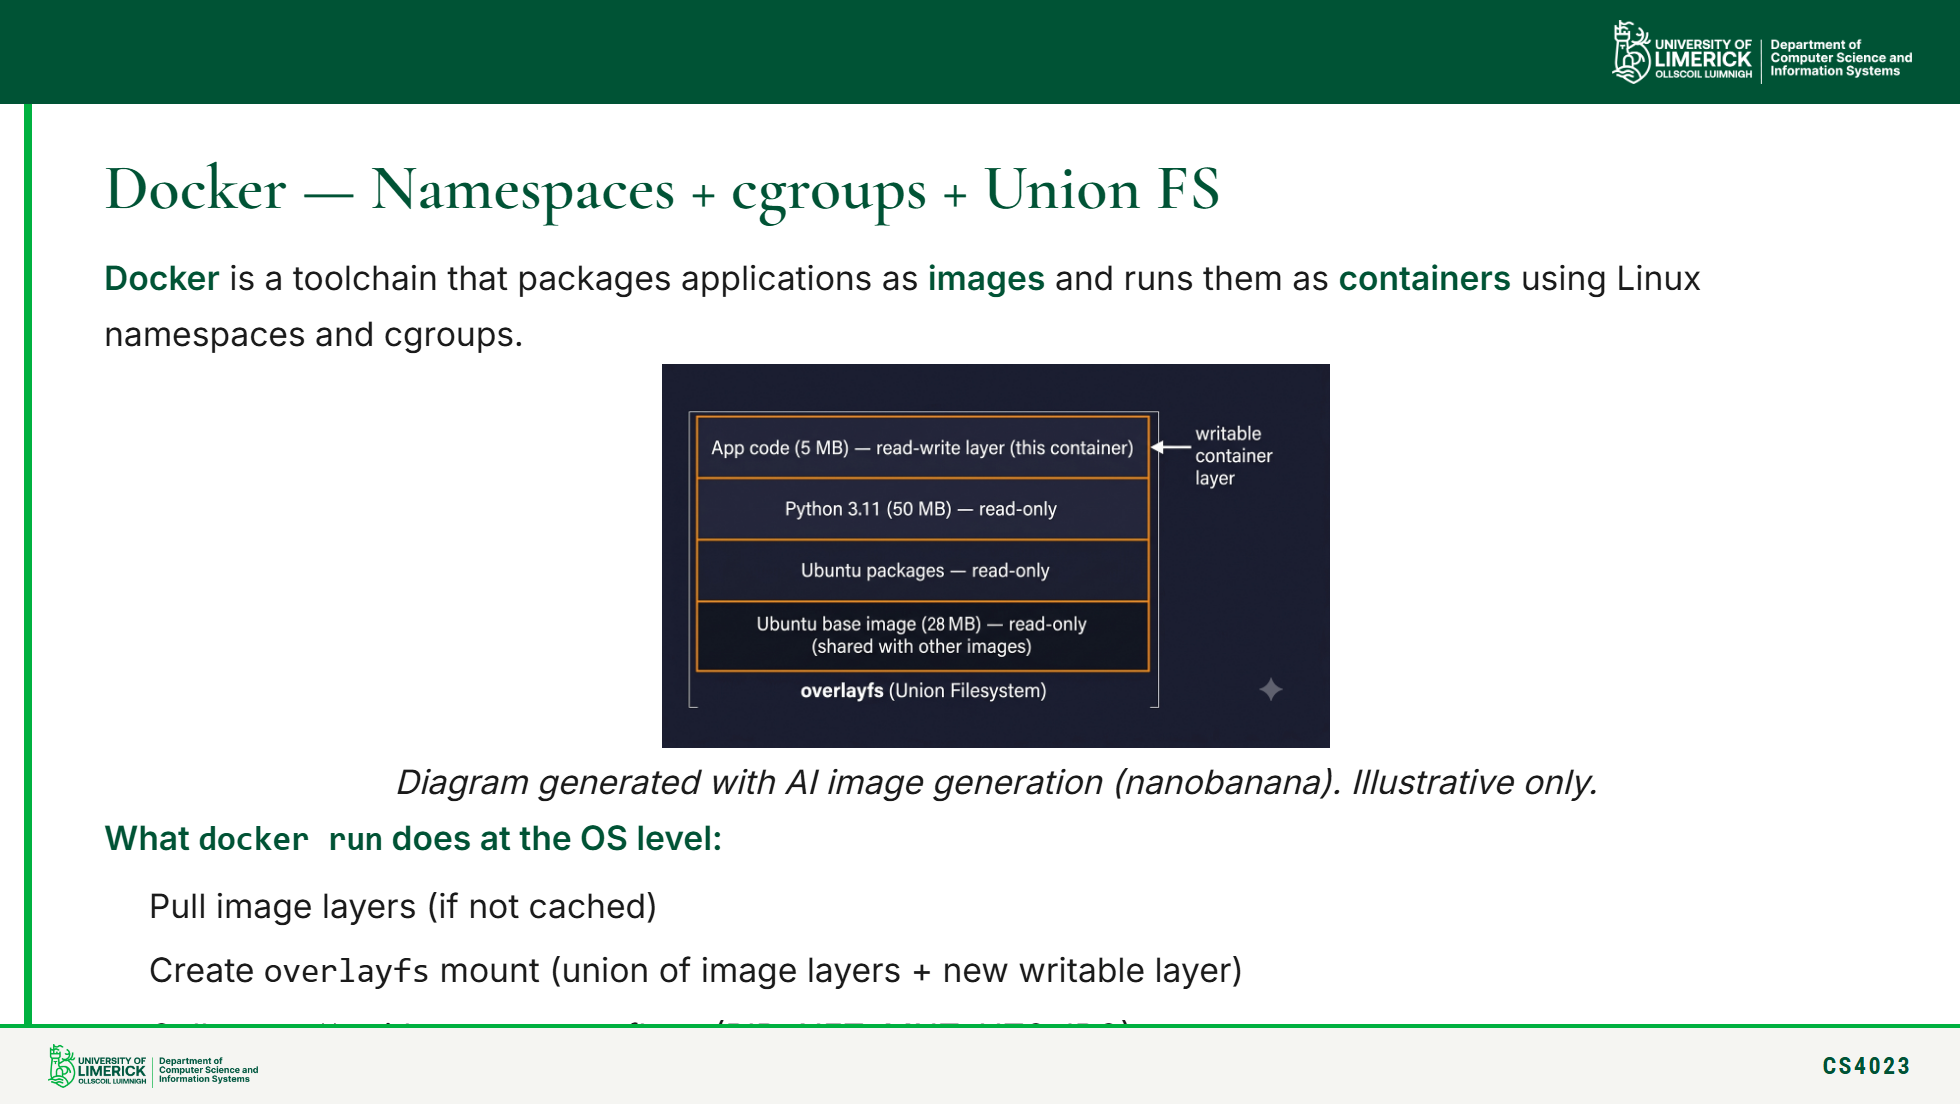 UNIVERSITY OF
LIMERICK
OLLSCOIL LUIMNIGH
Department of
Computer Science and
Information Systems
Docker — Namespaces + cgroups + Union FS
Docker is a toolchain that packages applications as images and runs them as containers using Linux
namespaces and cgroups.
App code (5 MB) — read-write layer (this container)
writable
container
layer
Python 3.11 (50 MB) — read-only
Ubuntu packages — read-only
Ubuntu base image (28 MB) — read-only
(shared with other images)
overlayfs (Union Filesystem)
Diagram generated with AI image generation (nanobanana). Illustrative only.
What docker run does at the OS level:
Pull image layers (if not cached)
Create overlayfs mount (union of image layers + new writable layer)
UNIVERSITY OF
LIMERICK
OLLSCOIL LUIMNIGH
Department of
Computer Science and
Information Systems
CS4023